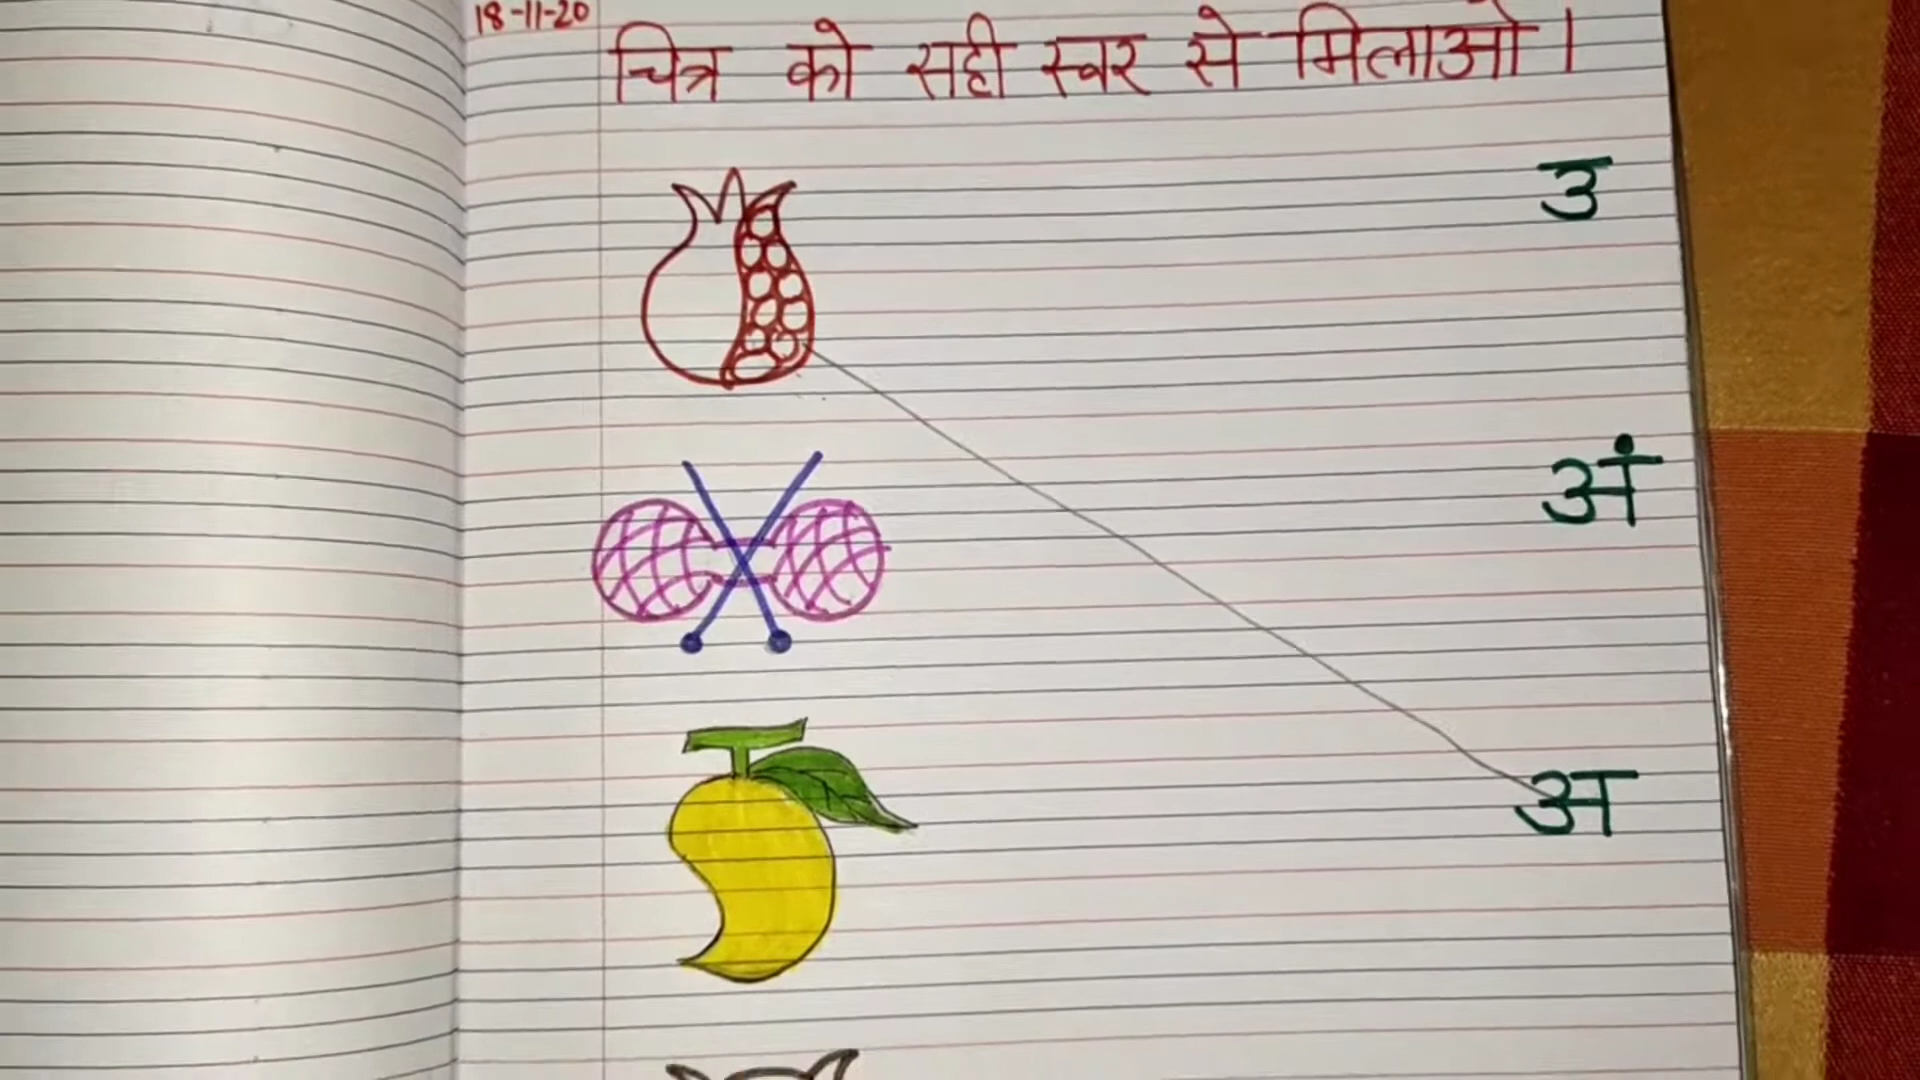 18-11-20
चित्र को सही स्वर से मिलाओ।
उ
अं
अ